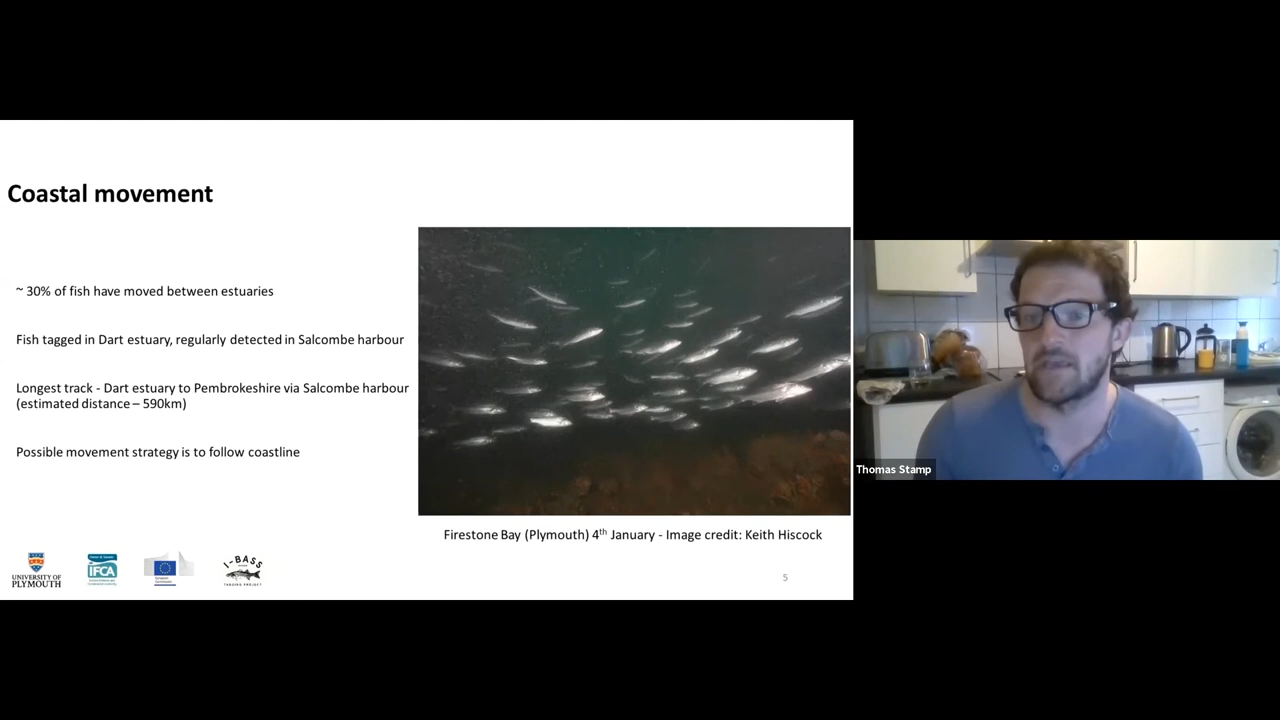 Coastal movement
~ 30% of fish have moved between estuaries
Fish tagged in Dart estuary, regularly detected in Salcombe harbour
Longest track - Dart estuary to Pembrokeshire via Salcombe harbour
(estimated distance – 590km)
Possible movement strategy is to follow coastline
Firestone Bay (Plymouth) 4th January - Image credit: Keith Hiscock
Thomas Stamp
UNIVERSITY OF
PLYMOUTH
IFCA
I-BASS
TAGGING PROJECT
5